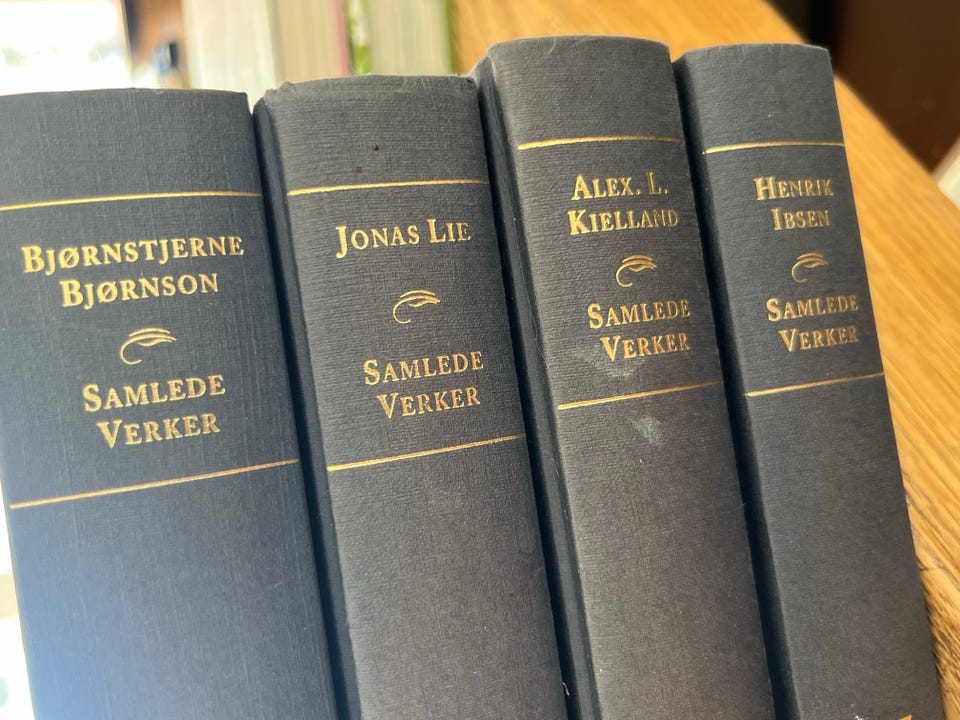 BJØRNSTJERNE
BJØRNSON
SAMLEDE
VERKER
JONAS LIE
SAMLEDE
VERKER
ALEX. L.
KIELLAND
SAMLEDE
VERKER
HENRIK
IBSEN
SAMLEDE
VERKER